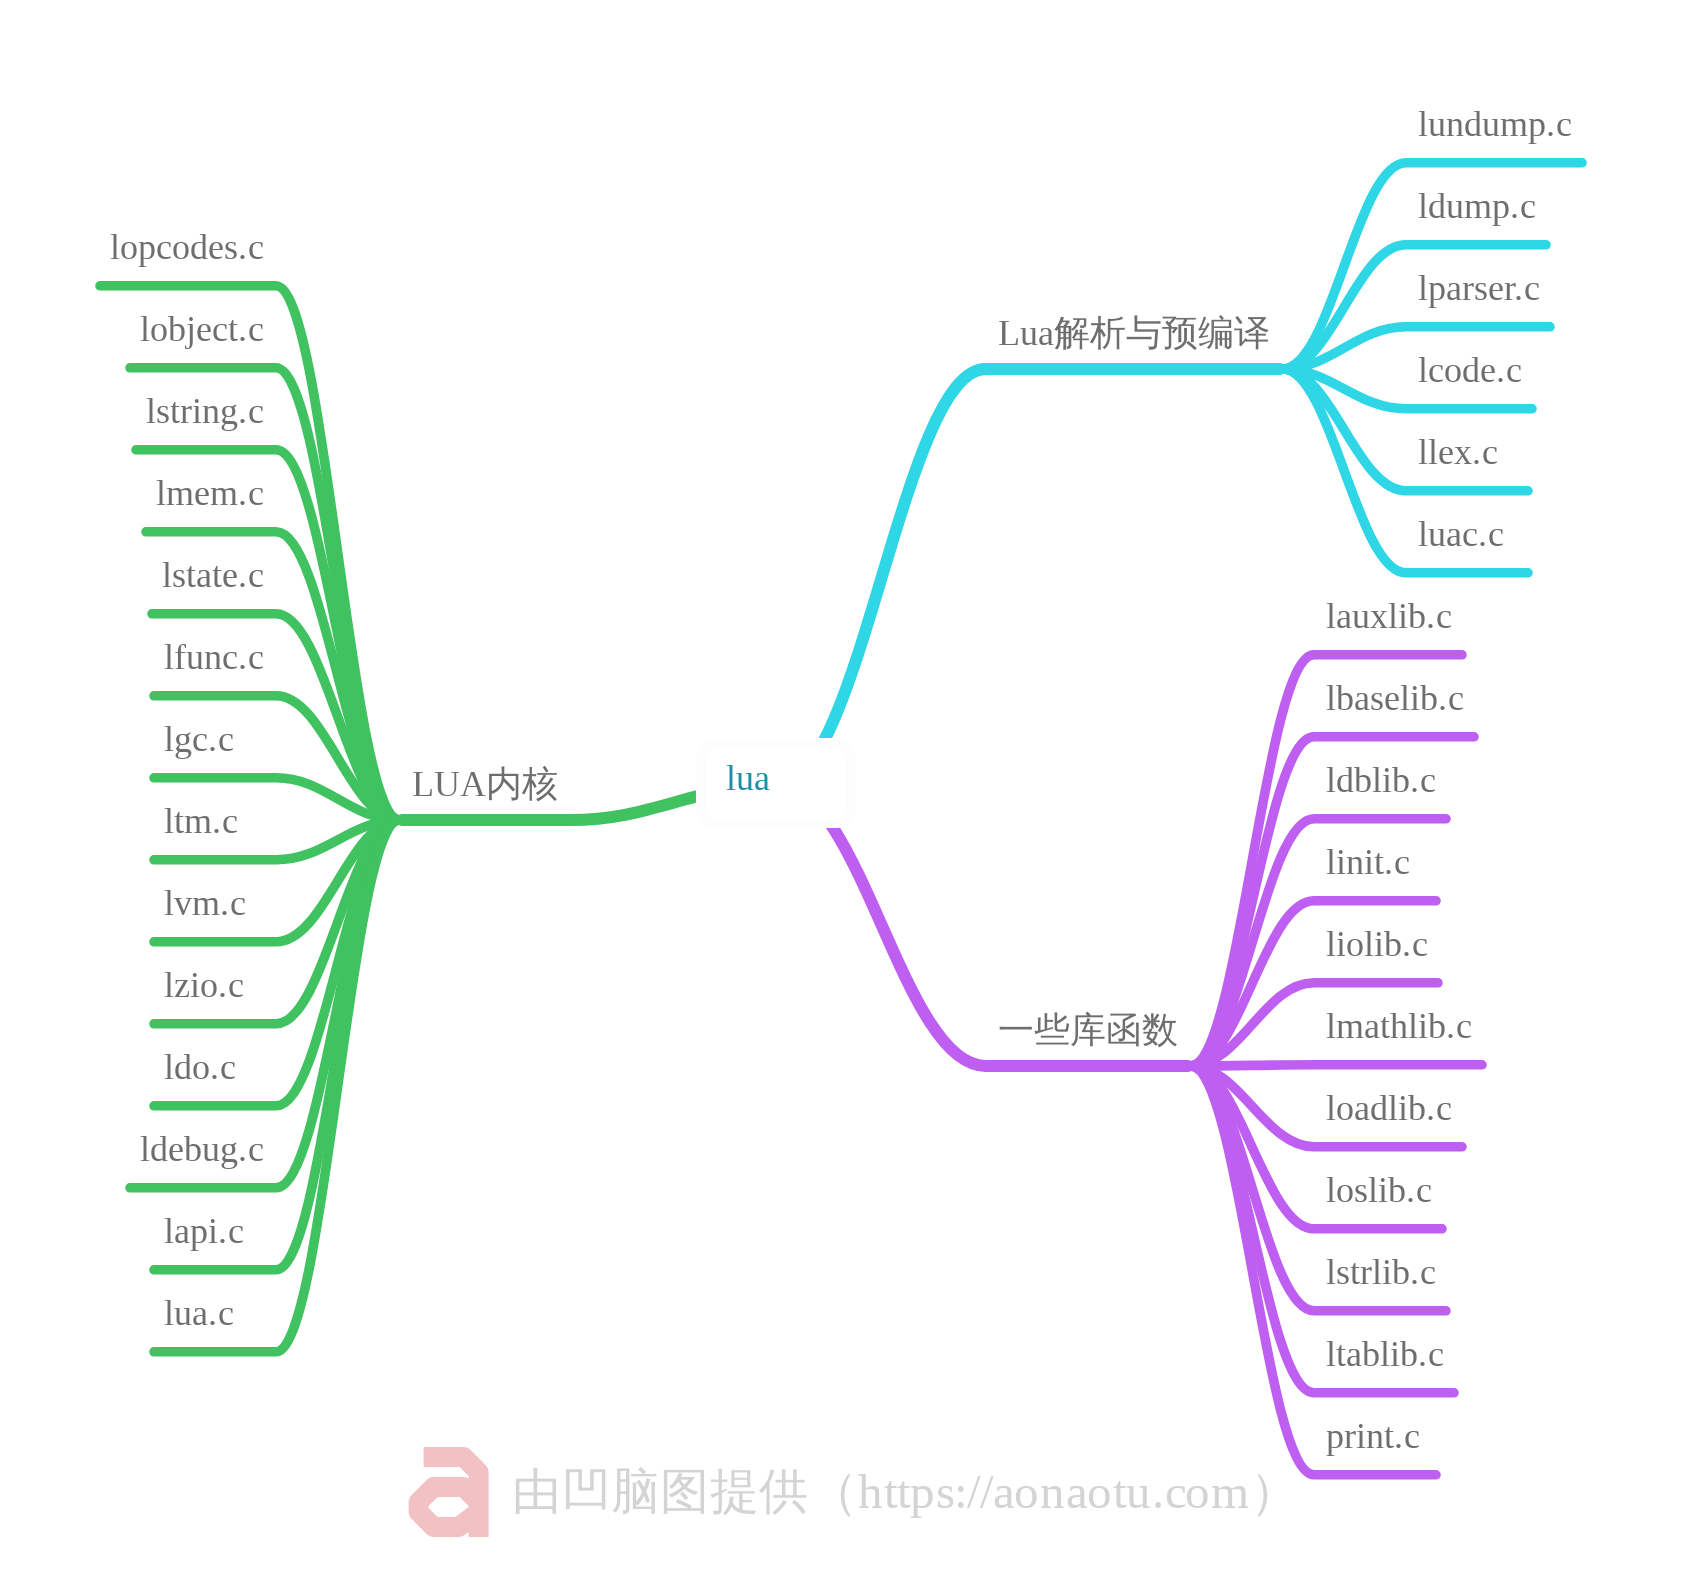 lua
Lua解析与预编译
lundump.c
ldump.c
lparser.c
lcode.c
llex.c
luac.c
一些库函数
lauxlib.c
lbaselib.c
ldblib.c
linit.c
liolib.c
lmathlib.c
loadlib.c
loslib.c
lstrlib.c
ltablib.c
print.c
LUA内核
lopcodes.c
lobject.c
lstring.c
lmem.c
lstate.c
lfunc.c
lgc.c
ltm.c
lvm.c
lzio.c
ldo.c
ldebug.c
lapi.c
lua.c
由凹脑图提供（https://aonaotu.com）